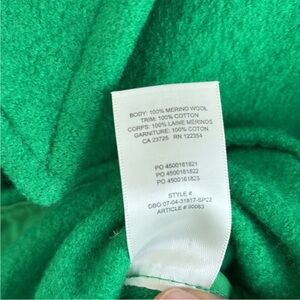 BODY: 100% MERINO WOOL
TRIM: 100% COTTON
CORPS: 100% LAINE MERINOS
GARNITURE: 100% COTON
CA 23725 RN 122354
PO 4500161821
PO 4500161822
PO 4500161823
STYLE #
DBO 07-04-31817-SP22
ARTICLE # 90083